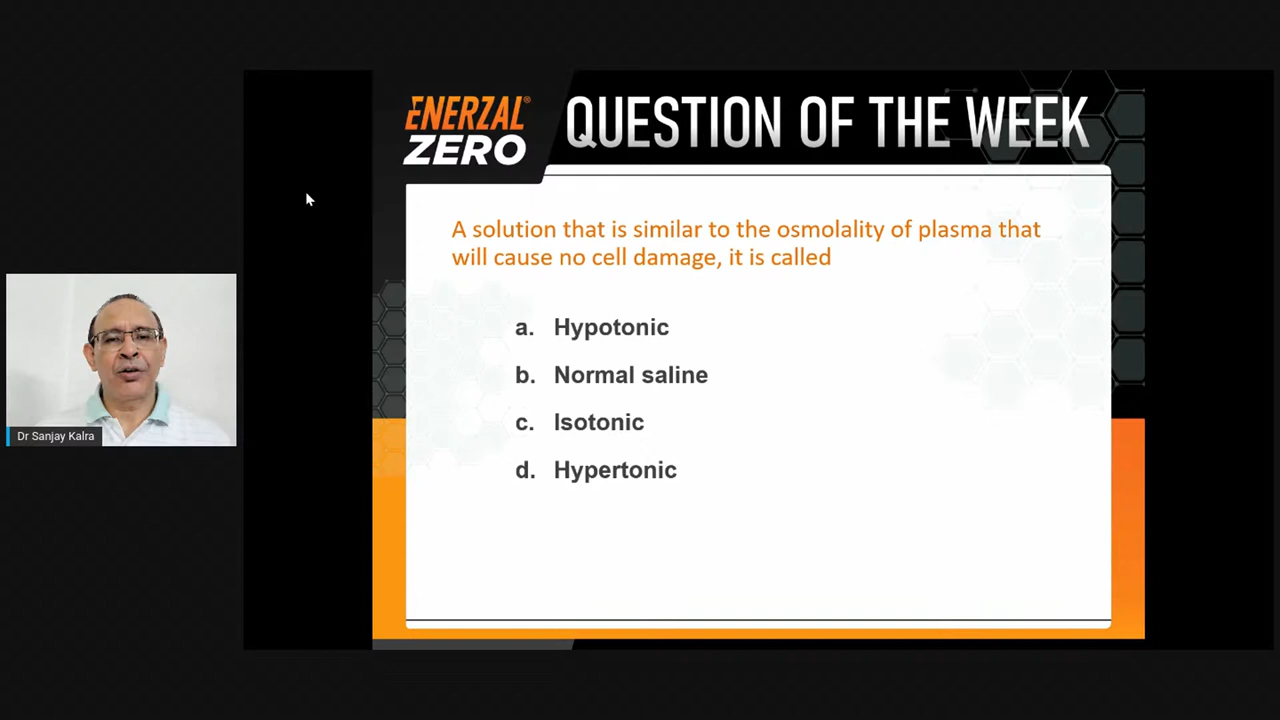 ENERZAL®
ZERO
QUESTION OF THE WEEK
A solution that is similar to the osmolality of plasma that
will cause no cell damage, it is called
a. Hypotonic
b. Normal saline
c. Isotonic
d. Hypertonic
Dr Sanjay Kalra